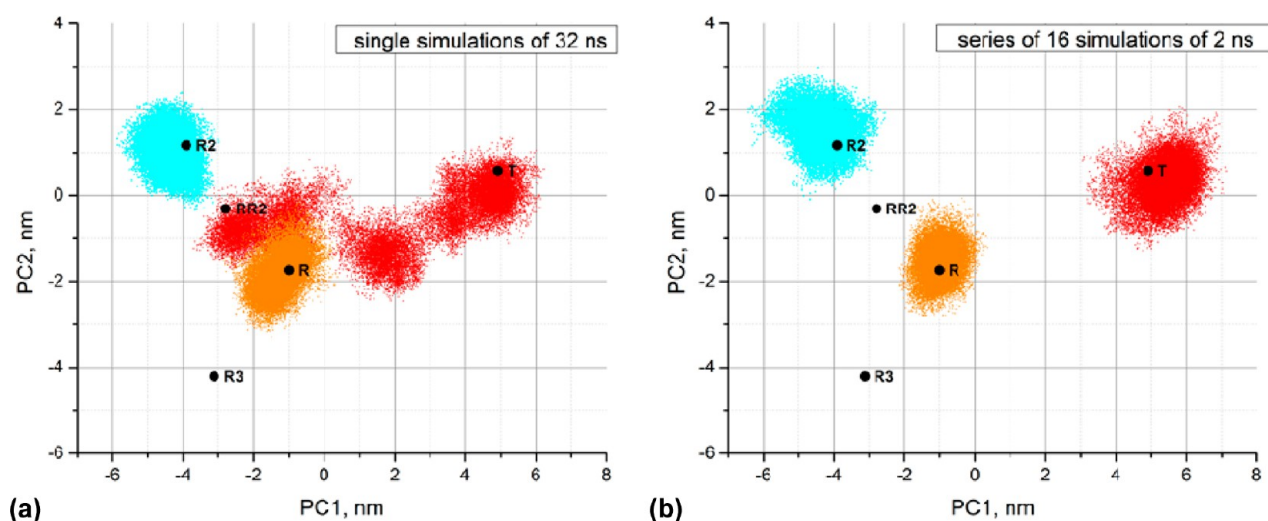 single simulations of 32 ns
4
2
0
-2
-4
-6
PC2, nm
R2
RR2
R
T
R3
-6
-4
-2
0
2
4
6
8
PC1, nm
(a)
series of 16 simulations of 2 ns
4
2
0
-2
-4
-6
PC2, nm
R2
RR2
R
T
R3
-6
-4
-2
0
2
4
6
8
PC1, nm
(b)